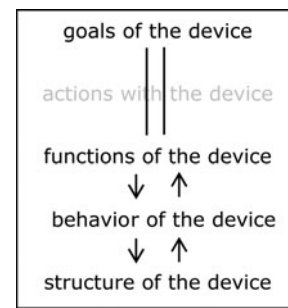 goals of the device
actions with the device
functions of the device
behavior of the device
structure of the device